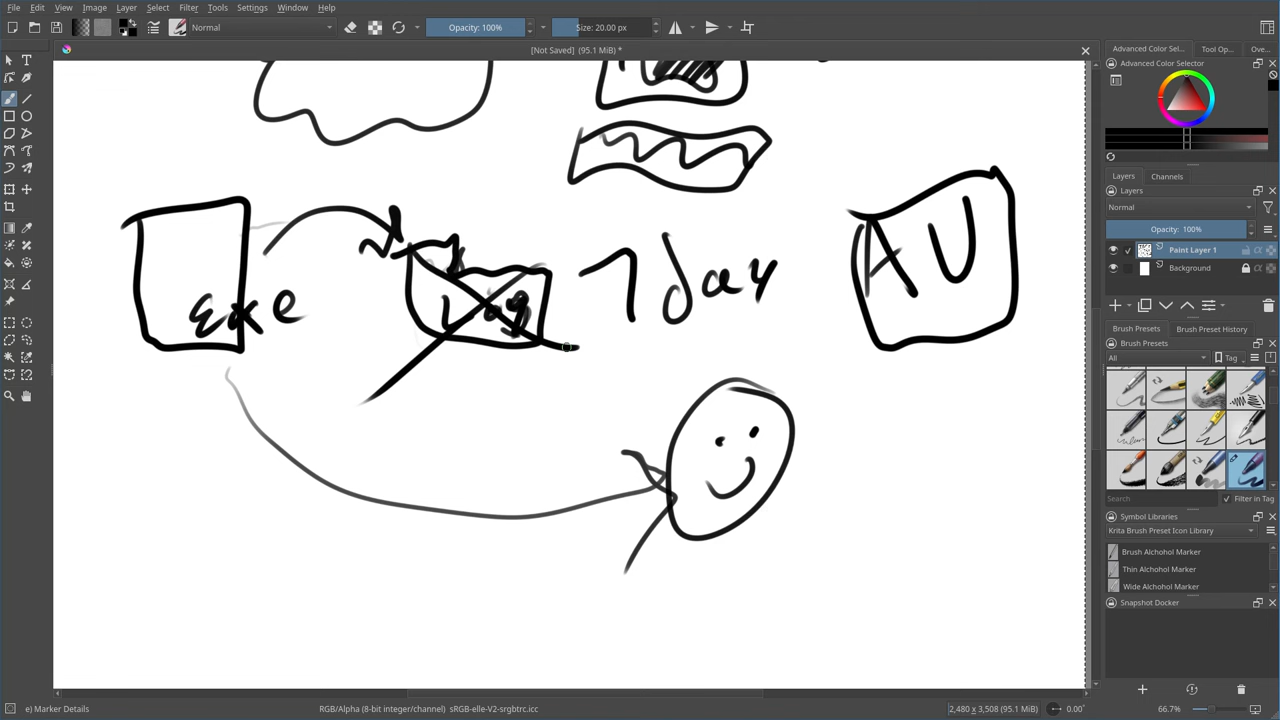 File Edit View Image Layer Select Filter Tools Settings Window Help
Normal
Opacity: 100%
Size: 20.00 px
[Not Saved] (95.1 MiB) *
Advanced Color Sel...
Tool Op...
Ove...
Advanced Color Selector
Layers
Channels
Layers
Normal
Opacity: 100%
Paint Layer 1
Background
Brush Presets
Brush Preset History
Brush Presets
All
Tag
Search
Filter in Tag
Symbol Libraries
Krita Brush Preset Icon Library
Brush Alchohol Marker
Thin Alchohol Marker
Wide Alchohol Marker
Snapshot Docker
exe
day
AU
e) Marker Details
RGB/Alpha (8-bit integer/channel) sRGB-elle-V2-srgbtrc.icc
2,480 x 3,508 (95.1 MiB)
0.00°
66.7%